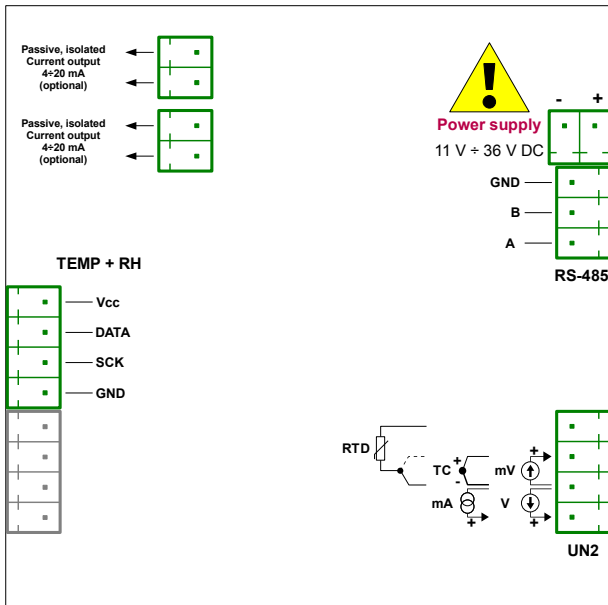 Passive, isolated
Current output
4÷20 mA
(optional)
Passive, isolated
Current output
4÷20 mA
(optional)
- +
Power supply
11 V ÷ 36 V DC
GND
B
A
RS-485
TEMP + RH
Vcc
DATA
SCK
GND
RTD
+
TC
-
mV
+
mA
+
V
+
UN2